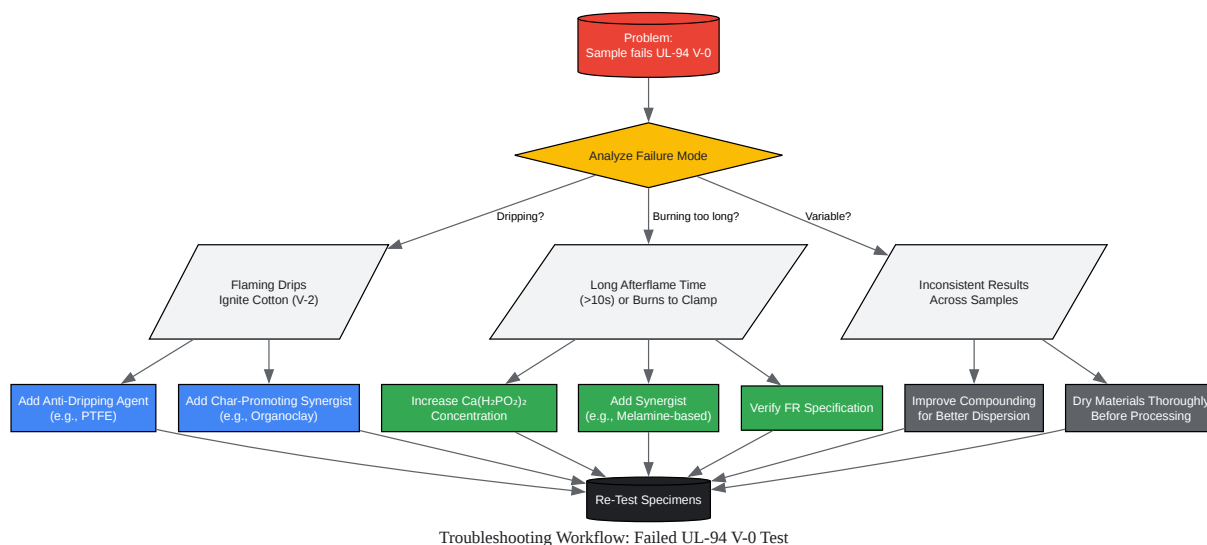 Problem:
Sample fails UL-94 V-0
Analyze Failure Mode
Dripping?
Burning too long?
Variable?
Flaming Drips
Ignite Cotton (V-2)
Long Afterflame Time
(>10s) or Burns to Clamp
Inconsistent Results
Across Samples
Add Anti-Dripping Agent
(e.g., PTFE)
Add Char-Promoting Synergist
(e.g., Organoclay)
Increase Ca(H₂PO₂)₂
Concentration
Add Synergist
(e.g., Melamine-based)
Verify FR Specification
Improve Compounding
for Better Dispersion
Dry Materials Thoroughly
Before Processing
Re-Test Specimens
Troubleshooting Workflow: Failed UL-94 V-0 Test